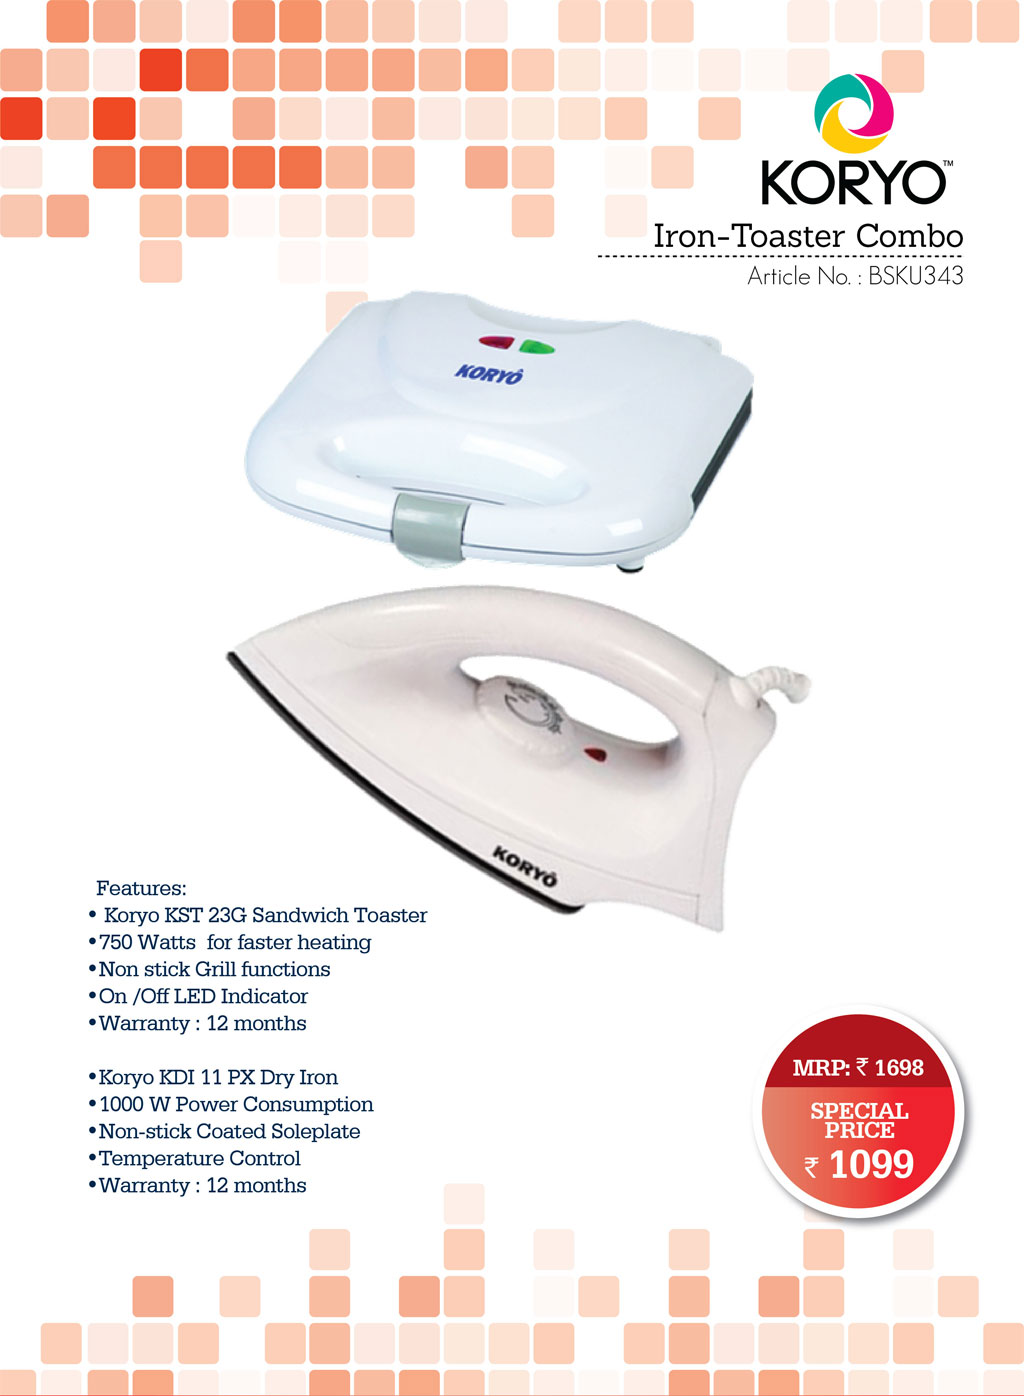 KORYO™
Iron-Toaster Combo
Article No. : BSKU343
KORYO
KORYO
Features:
• Koryo KST 23G Sandwich Toaster
•750 Watts for faster heating
•Non stick Grill functions
•On /Off LED Indicator
•Warranty : 12 months
•Koryo KDI 11 PX Dry Iron
•1000 W Power Consumption
•Non-stick Coated Soleplate
•Temperature Control
•Warranty : 12 months
MRP: ₹ 1698
SPECIAL
PRICE
₹ 1099